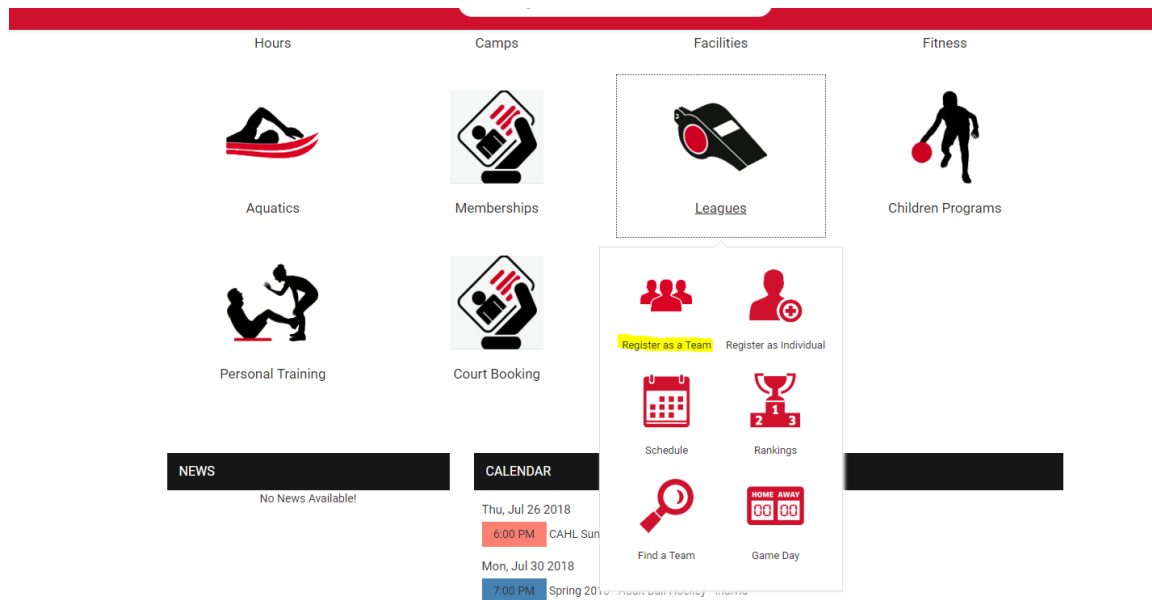 Hours Camps Facilities Fitness
Aquatics Memberships Leagues Children Programs
Personal Training Court Booking
Register as a Team Register as Individual
1
2 3
Schedule Rankings
HOME AWAY
00 00
Find a Team Game Day
NEWS
No News Available!
CALENDAR
Thu, Jul 26 2018
6:00 PM CAHL
Mon, Jul 30 2018
7:00 PM Spring